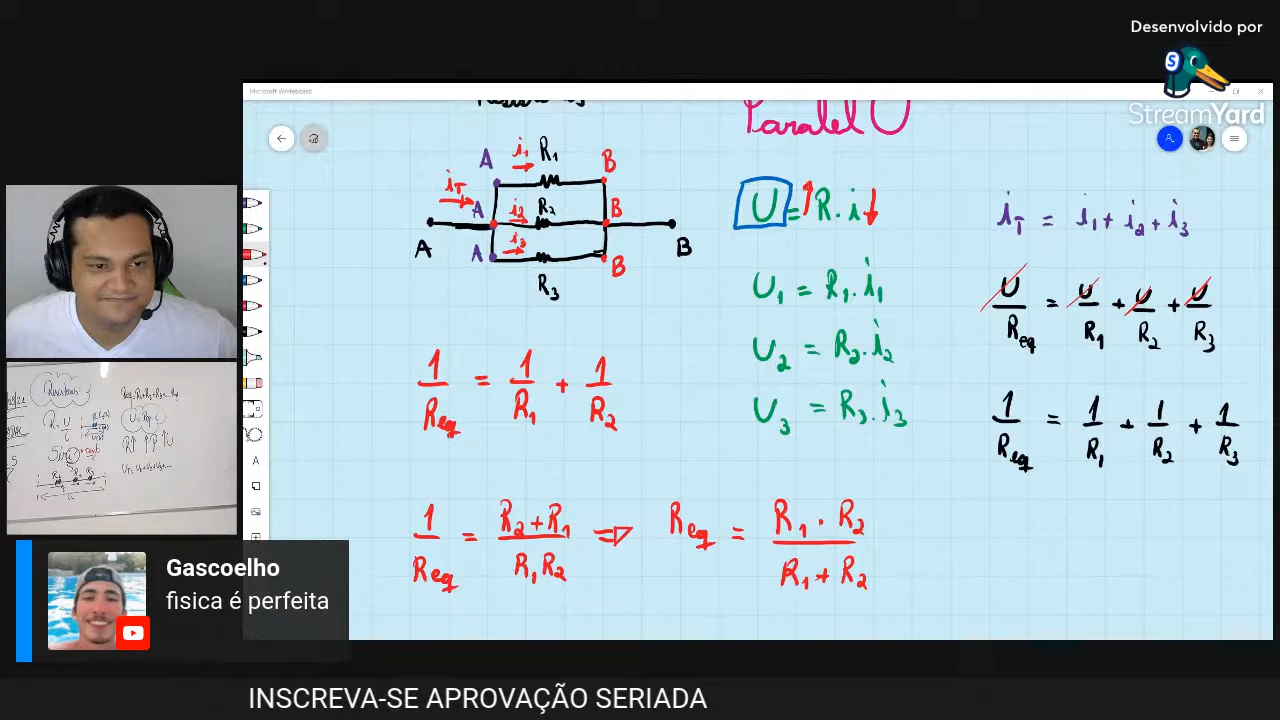 Desenvolvido por
S
StreamYard
Microsoft Whiteboard
Paralel U
A i₁ R₁ B
iT
A i₂ R₂ B
A A i₃ B B
R₃
U = R . i
U₁ = R₁ . i₁
U₂ = R₂ . i₂
U₃ = R₃ . i₃
iT = i₁ + i₂ + i₃
U/Req = U/R₁ + U/R₂ + U/R₃
1/Req = 1/R₁ + 1/R₂ + 1/R₃
1/Req = 1/R₁ + 1/R₂
1/Req = R₂ + R₁/R₁R₂ ⇒ Req = R₁ . R₂/R₁ + R₂
Gascoelho
fisica é perfeita
INSCREVA-SE APROVAÇÃO SERIADA